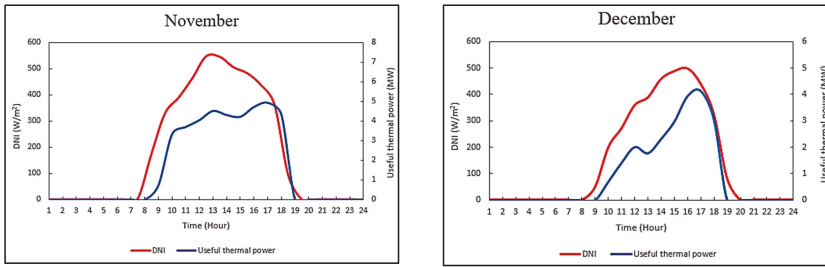 November
600
500
400
300
200
100
0
DNI (W/m²)
8
7
6
5
4
3
2
1
0
Useful thermal power (MW)
1 2 3 4 5 6 7 8 9 10 11 12 13 14 15 16 17 18 19 20 21 22 23 24
Time (Hour)
DNI Useful thermal power
December
600
500
400
300
200
100
0
DNI (W/m²)
6
5
4
3
2
1
0
Useful thermal power (MW)
1 2 3 4 5 6 7 8 9 10 11 12 13 14 15 16 17 18 19 20 21 22 23 24
Time (Hour)
DNI Useful thermal power